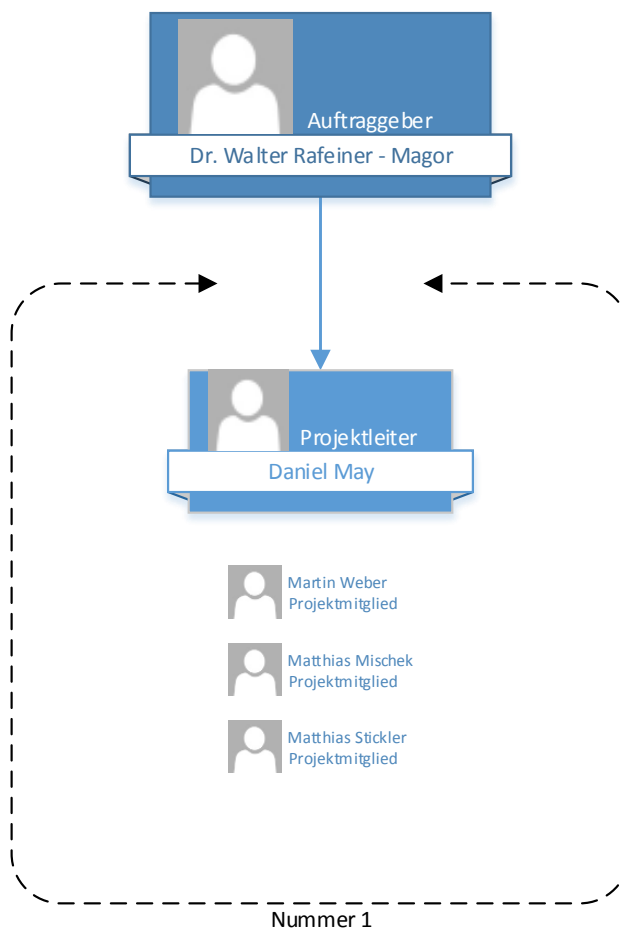 Auftraggeber
Dr. Walter Rafeiner - Magor
Projektleiter
Daniel May
Martin Weber
Projektmitglied
Matthias Mischek
Projektmitglied
Matthias Stickler
Projektmitglied
Nummer 1